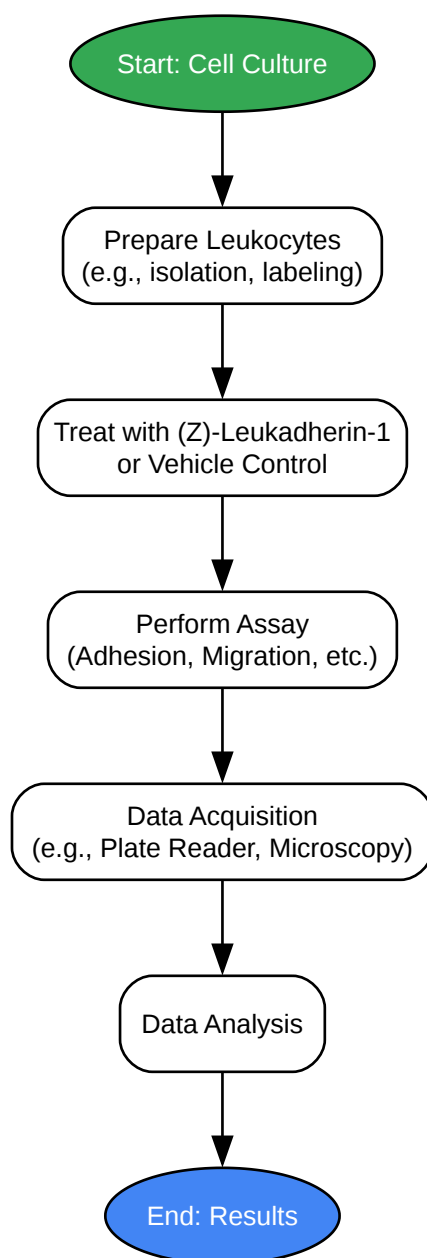 Start: Cell Culture
Prepare Leukocytes
(e.g., isolation, labeling)
Treat with (Z)-Leukadherin-1
or Vehicle Control
Perform Assay
(Adhesion, Migration, etc.)
Data Acquisition
(e.g., Plate Reader, Microscopy)
Data Analysis
End: Results